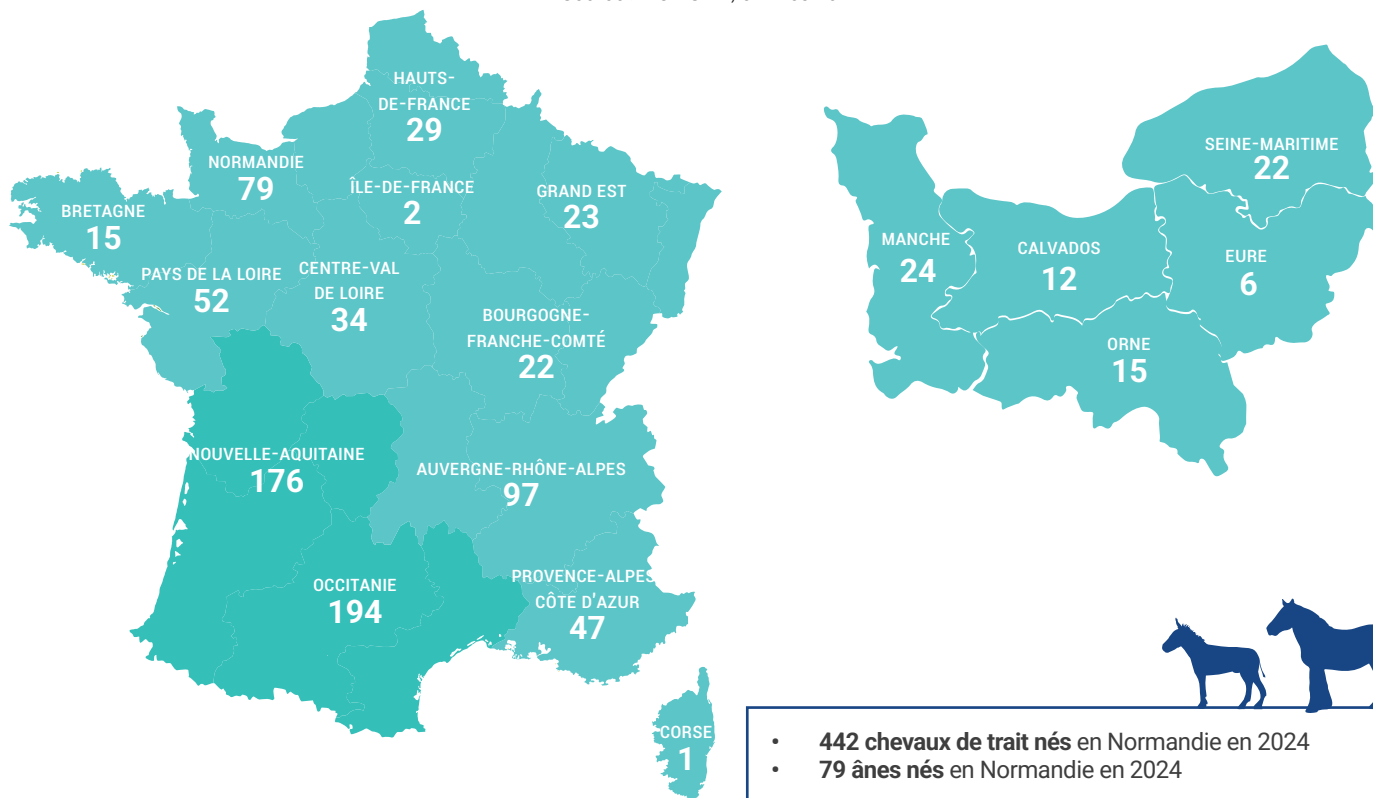 HAUTS-
DE-FRANCE
29
NORMANDIE
79
ÎLE-DE-FRANCE
2
GRAND EST
23
BRETAGNE
15
PAYS DE LA LOIRE
52
CENTRE-VAL
DE LOIRE
34
BOURGOGNE-
FRANCHE-COMTÉ
22
NOUVELLE-AQUITAINE
176
AUVERGNE-RHÔNE-ALPES
97
OCCITANIE
194
PROVENCE-ALPES
CÔTE D'AZUR
47
CORSE
1
SEINE-MARITIME
22
MANCHE
24
CALVADOS
12
EURE
6
ORNE
15
• 442 chevaux de trait nés en Normandie en 2024
• 79 ânes nés en Normandie en 2024